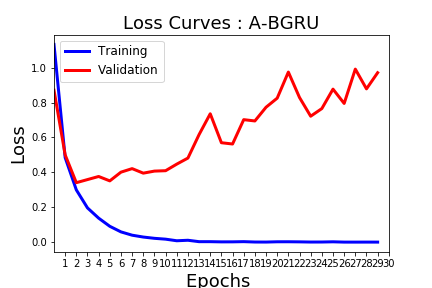 Loss Curves : A-BGRU
Training
Validation
Loss
1.0
0.8
0.6
0.4
0.2
0.0
1 2 3 4 5 6 7 8 9 10 11 12 13 14 15 16 17 18 19 20 21 22 23 24 25 26 27 28 29 30
Epochs